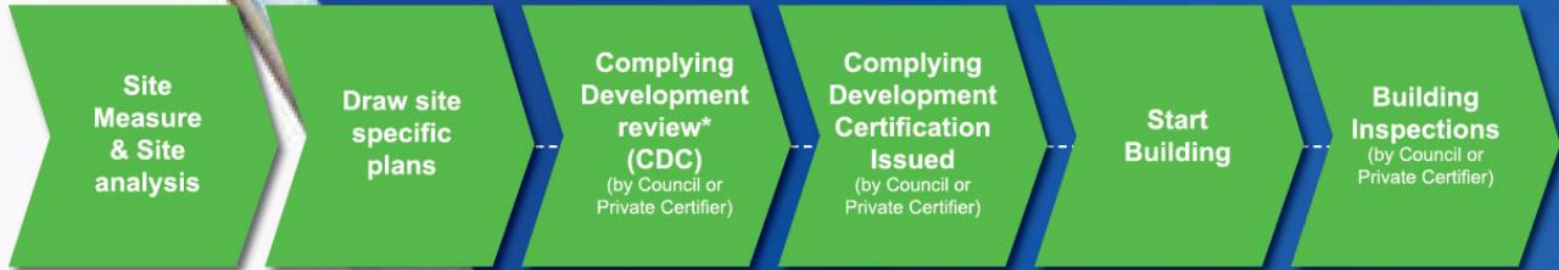 Site
Measure
& Site
analysis
Draw site
specific
plans
Complying
Development
review*
(CDC)
(by Council or
Private Certifier)
Complying
Development
Certification
Issued
(by Council or
Private Certifier)
Start
Building
Building
Inspections
(by Council or
Private Certifier)